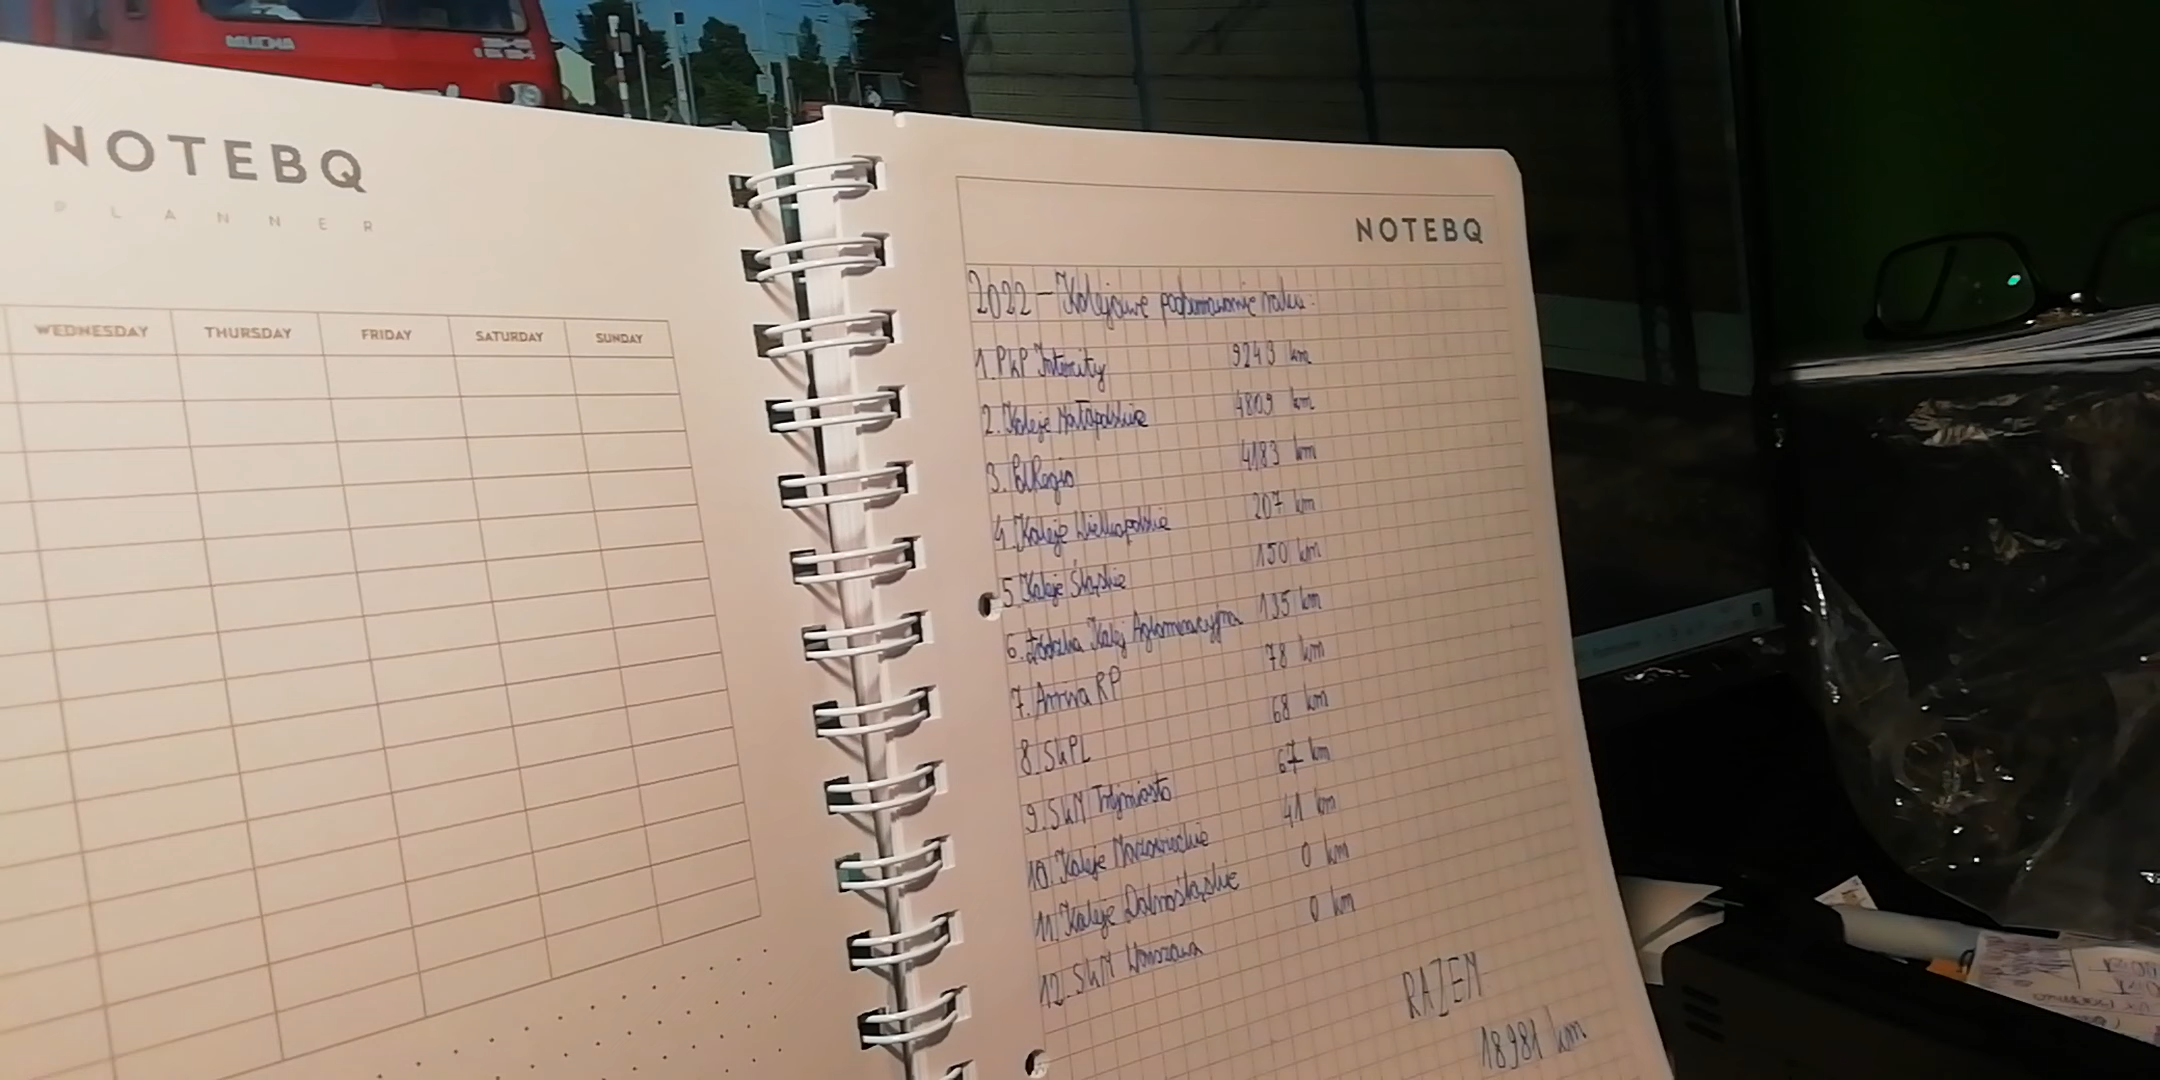 MUCHA
NOTEBQ
PLANNER
WEDNESDAY THURSDAY FRIDAY SATURDAY SUNDAY
NOTEBQ
2022 - Kolejowe podsumowanie roku:
1. PKP Intercity 9243 km
2. Koleje Małopolskie 4809 km
3. PolRegio 4183 km
4. Koleje Wielkopolskie 207 km
5. Koleje Śląskie 150 km
6. Łódzka Kolej Aglomeracyjna 135 km
7. Arriva RP 78 km
8. SKPL 68 km
9. SKM Trójmiasto 67 km
10. Koleje Mazowieckie 41 km
11. Koleje Dolnośląskie 0 km
12. SKM Warszawa 0 km
RAZEM
18981 km